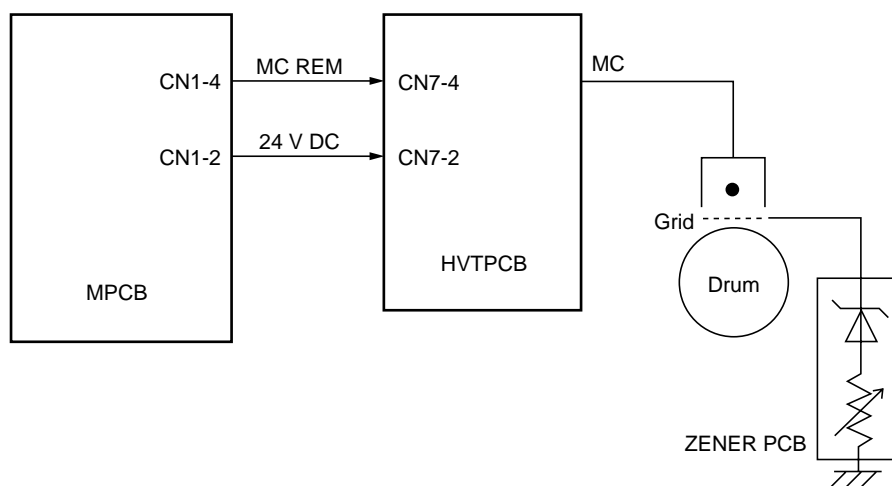 CN1-4
MC REM
CN7-4
MC
CN1-2
24 V DC
CN7-2
Grid
HVTPCB
MPCB
Drum
ZENER PCB